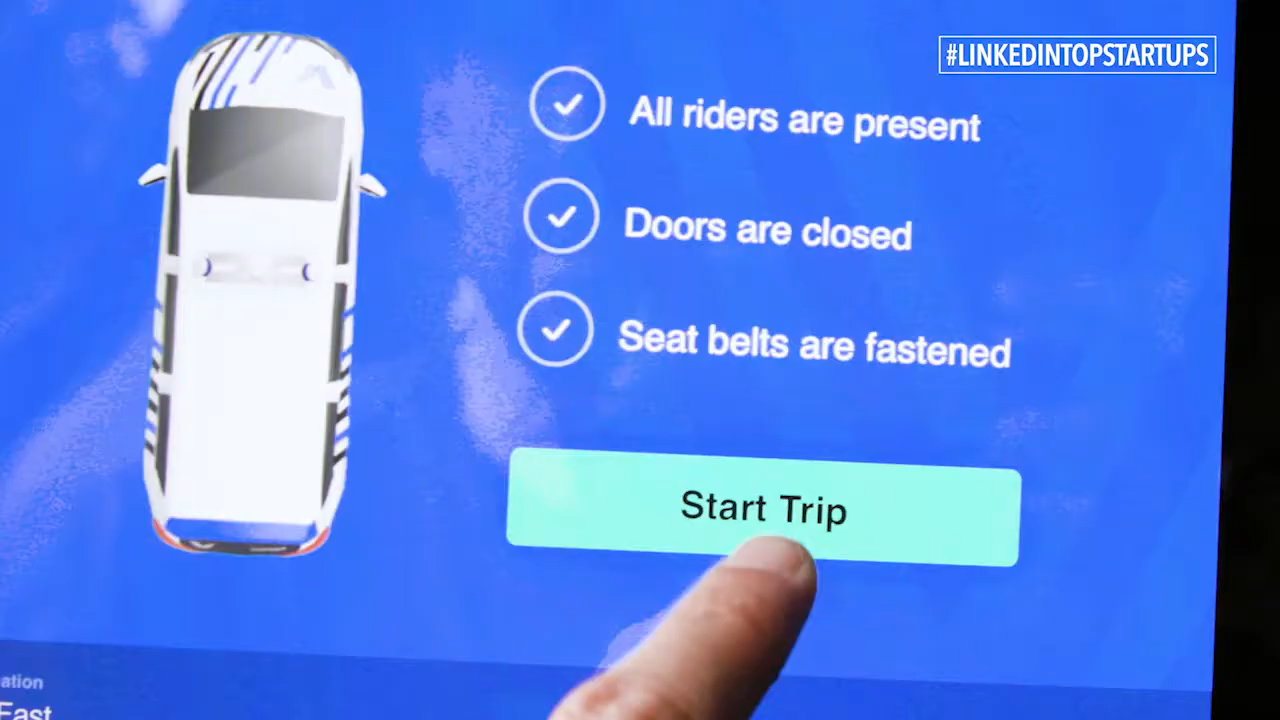 #LINKEDINTOPSTARTUPS
All riders are present
Doors are closed
Seat belts are fastened
Start Trip
ation
East